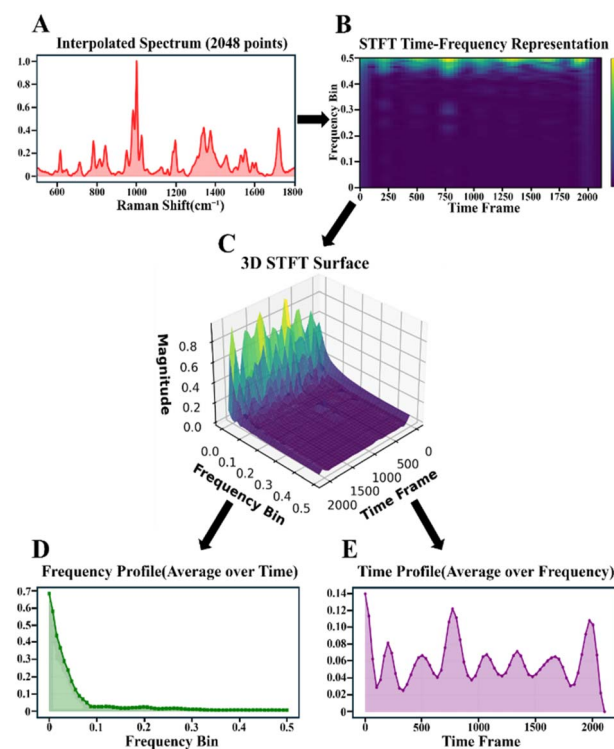 A
Interpolated Spectrum (2048 points)
1.0
0.8
0.6
0.4
0.2
0
600 800 1000 1200 1400 1600 1800
Raman Shift(cm⁻¹)
B
STFT Time-Frequency Representation
0.5
0.4
0.3
0.2
0.1
0
Frequency Bin
0 250 500 750 1000 1250 1500 1750 2000
Time Frame
C
3D STFT Surface
Magnitude
0.8
0.6
0.4
0.2
0.0
0.0
0.1
0.2
0.3
0.4
0.5
Frequency Bin
0
500
1000
1500
2000
Time Frame
D
Frequency Profile(Average over Time)
0.7
0.6
0.5
0.4
0.3
0.2
0.1
0
0 0.1 0.2 0.3 0.4 0.5
Frequency Bin
E
Time Profile(Average over Frequency)
0.14
0.12
0.10
0.08
0.06
0.04
0.02
0.00
0 500 1000 1500 2000
Time Frame